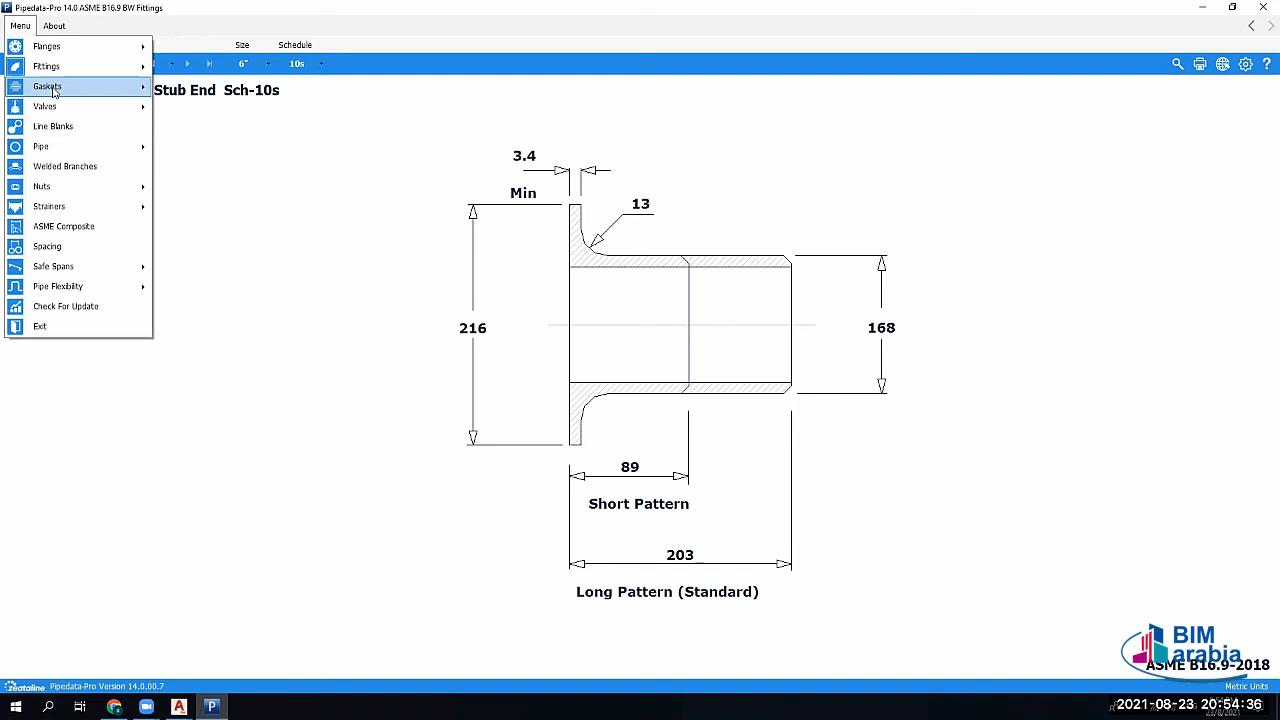 Pipedata-Pro 14.0 ASME B16.9 BW Fittings
Menu About
Size Schedule
6" 10s
Stub End Sch-10s
Flanges
Fittings
Gaskets
Valves
Line Blanks
Pipe
Welded Branches
Nuts
Strainers
ASME Composite
Spacing
Safe Spans
Pipe Flexibility
Check For Update
Exit
3.4
Min
13
216
168
89
Short Pattern
203
Long Pattern (Standard)
BIM
arabia
ASME B16.9-2018
Zeataline Pipedata-Pro Version 14.0.00.7
Metric Units
2021-08-23 20:54:36